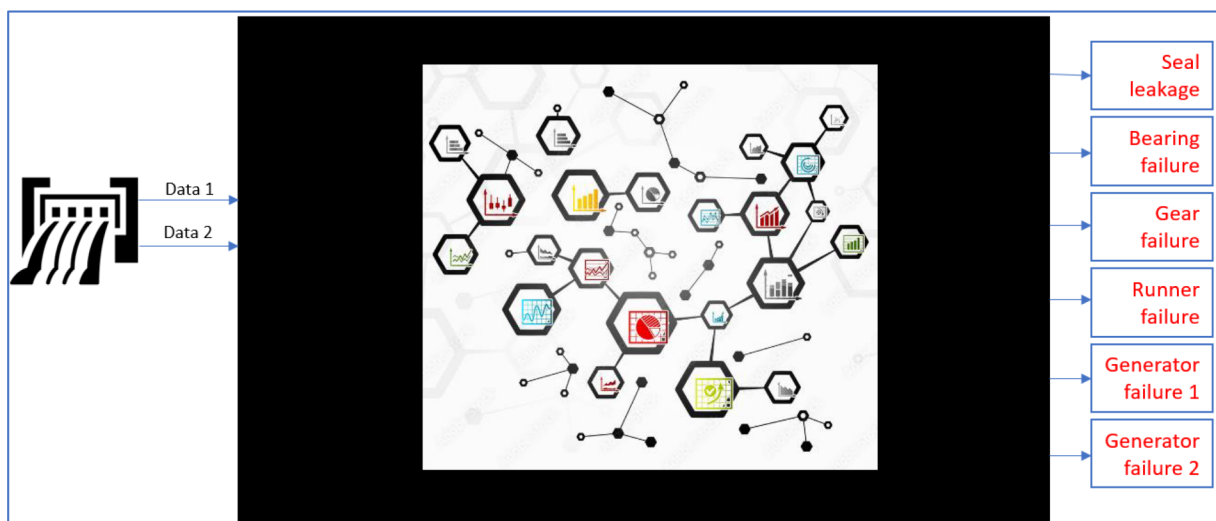 Data 1
Data 2
Seal
leakage
Bearing
failure
Gear
failure
Runner
failure
Generator
failure 1
Generator
failure 2